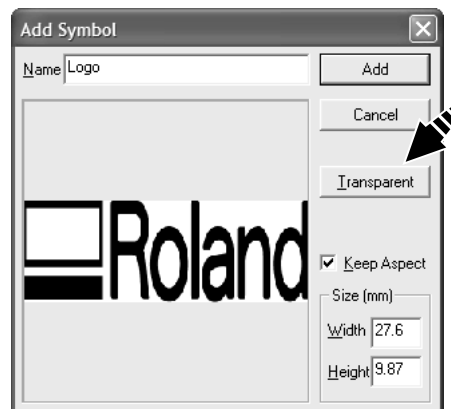 Add Symbol
Name Logo
Add
Cancel
Transparent
Roland
Keep Aspect
Size (mm)
Width 27.6
Height 9.87